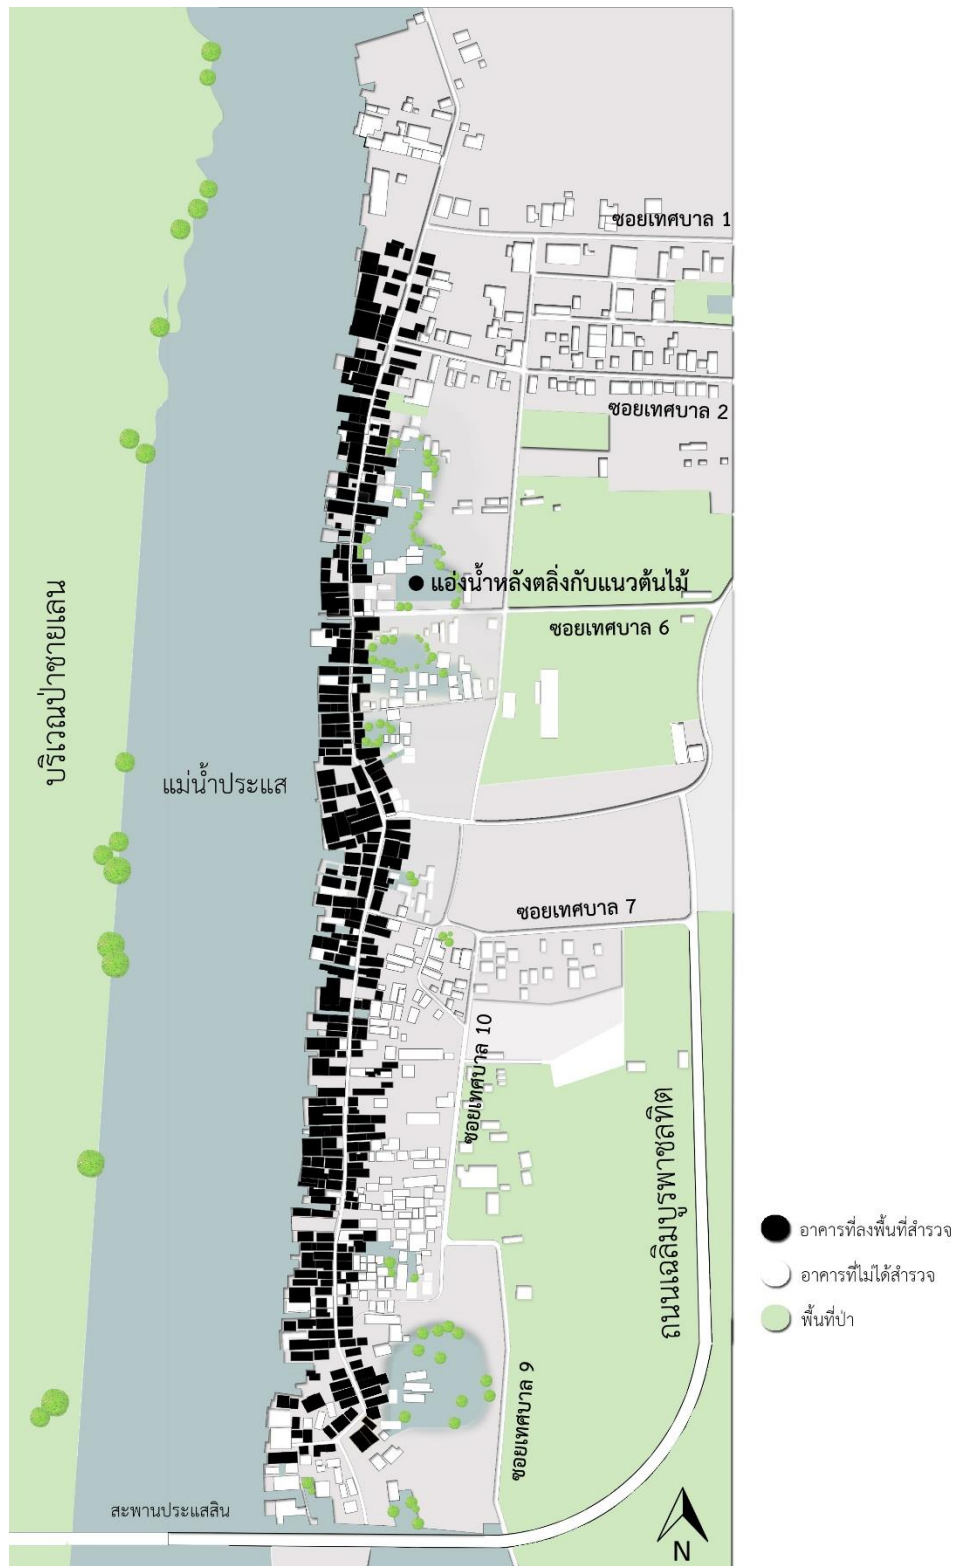 ซอยเทศบาล 1
ซอยเทศบาล 2
แอ่งน้ำหลังตลิ่งกับแนวต้นไม้
ซอยเทศบาล 6
บริเวณป่าชายเลน
แม่น้ำประแส
ซอยเทศบาล 7
ซอยเทศบาล 10
ถนนเฉลิมบูรพาชลทิต
อาคารที่ลงพื้นที่สำรวจ
อาคารที่ไม่ได้สำรวจ
พื้นที่ป่า
ซอยเทศบาล 9
สะพานประแสสิน
N